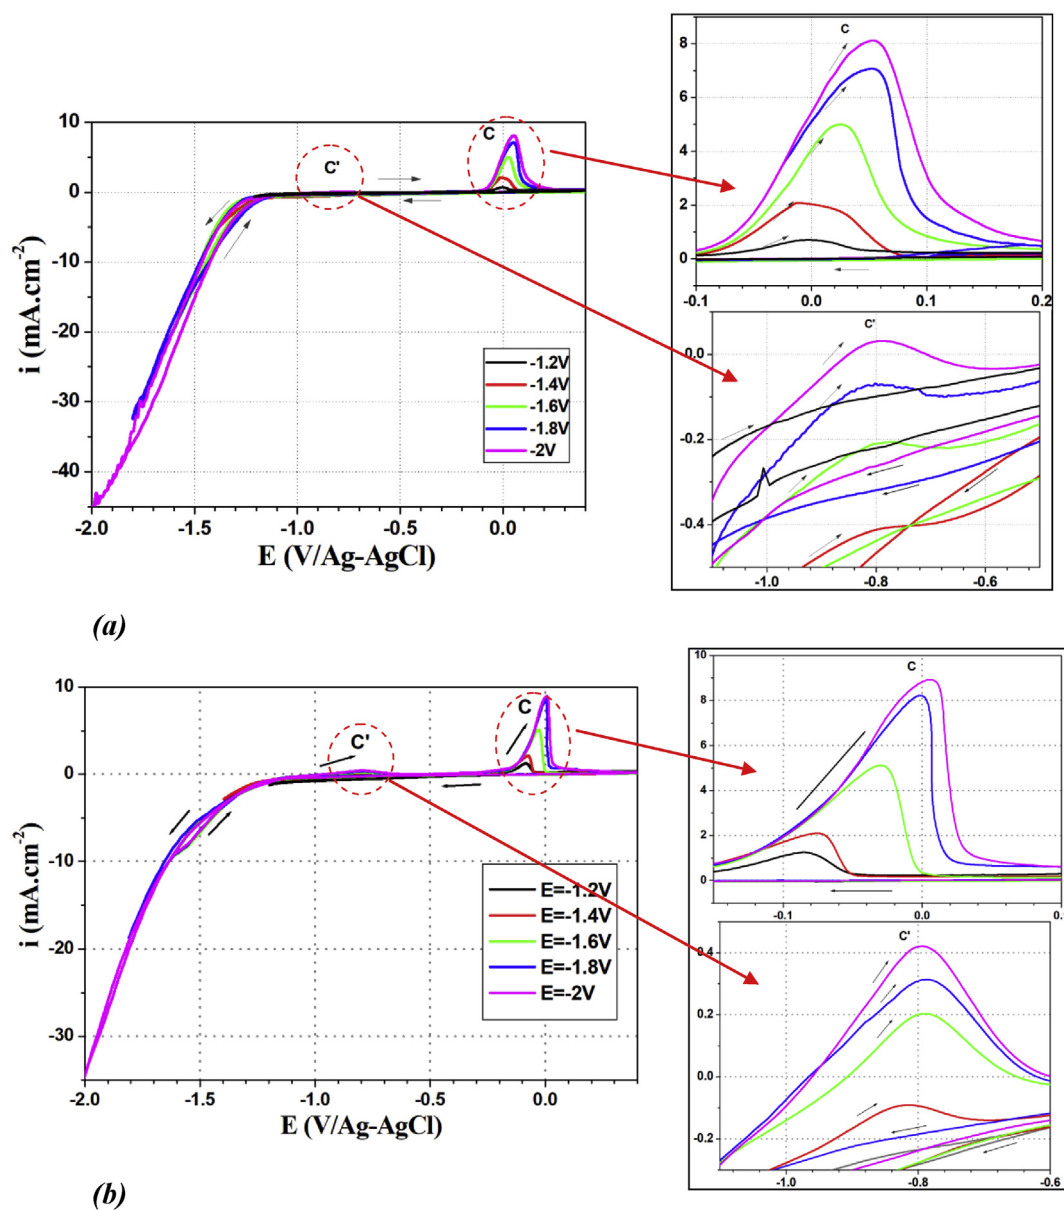 C
8
6
4
2
0
-0.1
0.0
0.1
0.2
10
0
-10
-20
-30
-40
C'
C
-1.2V
-1.4V
-1.6V
-1.8V
-2V
-2.0
-1.5
-1.0
-0.5
0.0
i (mA.cm-2)
E (V/Ag-AgCl)
C'
0.0
-0.2
-0.4
-1.0
-0.8
-0.6
(a)
10
0
-10
-20
-30
C'
C
E=-1.2V
E=-1.4V
E=-1.6V
E=-1.8V
E=-2V
-2.0
-1.5
-1.0
-0.5
0.0
i (mA.cm-2)
E (V/Ag-AgCl)
C
10
8
6
4
2
0
-0.1
0.0
C'
0.4
0.2
0.0
-0.2
-1.0
-0.8
-0.6
(b)